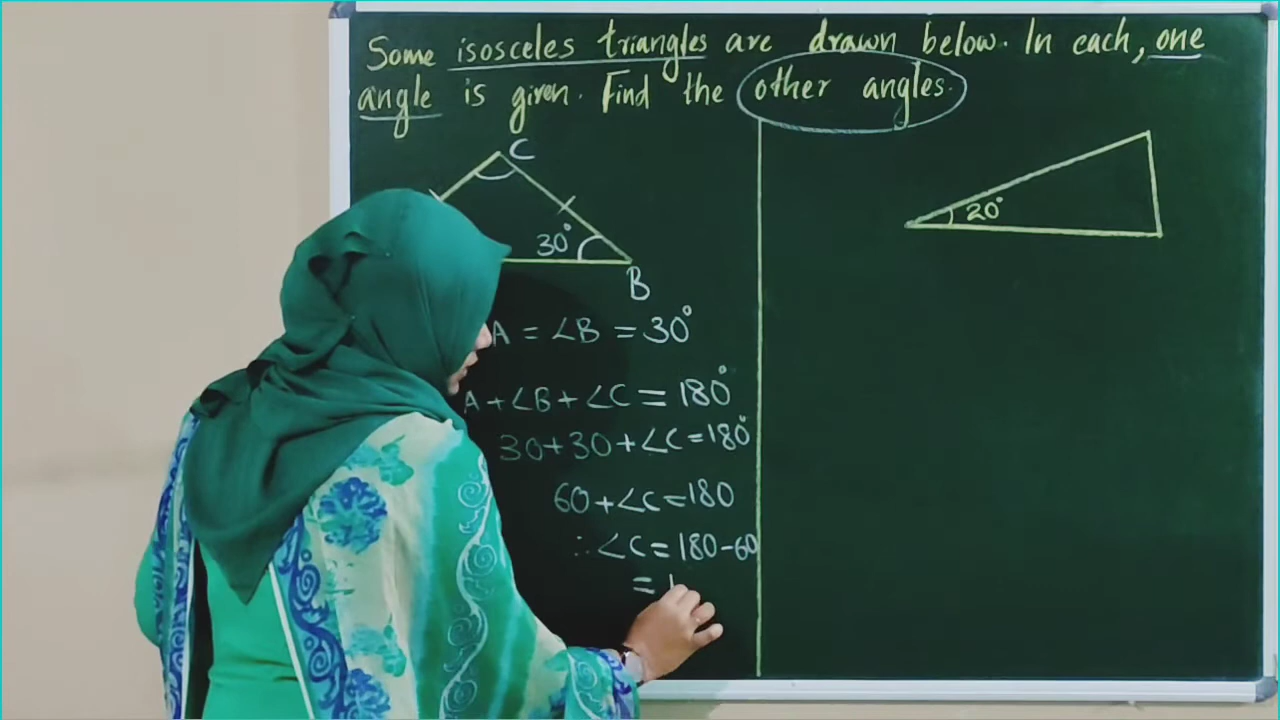 Some isosceles triangles are drawn below. In each, one
angle is given. Find the other angles.
C
30°
B
20°
A = ∠B = 30°
A + ∠B + ∠C = 180°
30 + 30 + ∠C = 180°
60 + ∠C = 180
∴ ∠C = 180 - 60
=